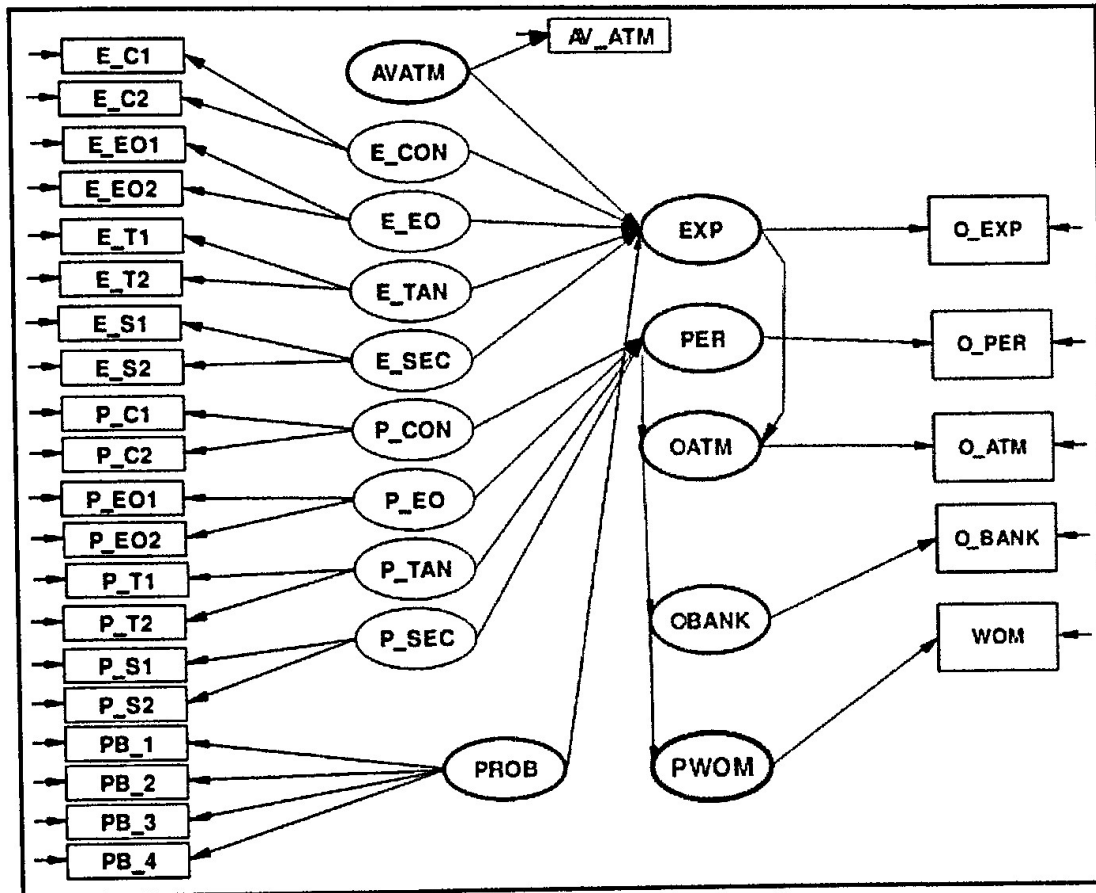 E_C1
E_C2
E_EO1
E_EO2
E_T1
E_T2
E_S1
E_S2
P_C1
P_C2
P_EO1
P_EO2
P_T1
P_T2
P_S1
P_S2
PB_1
PB_2
PB_3
PB_4
AVATM
E_CON
E_EO
E_TAN
E_SEC
P_CON
P_EO
P_TAN
P_SEC
PROB
AV_ATM
EXP
PER
OATM
OBANK
PWOM
O_EXP
O_PER
O_ATM
O_BANK
WOM